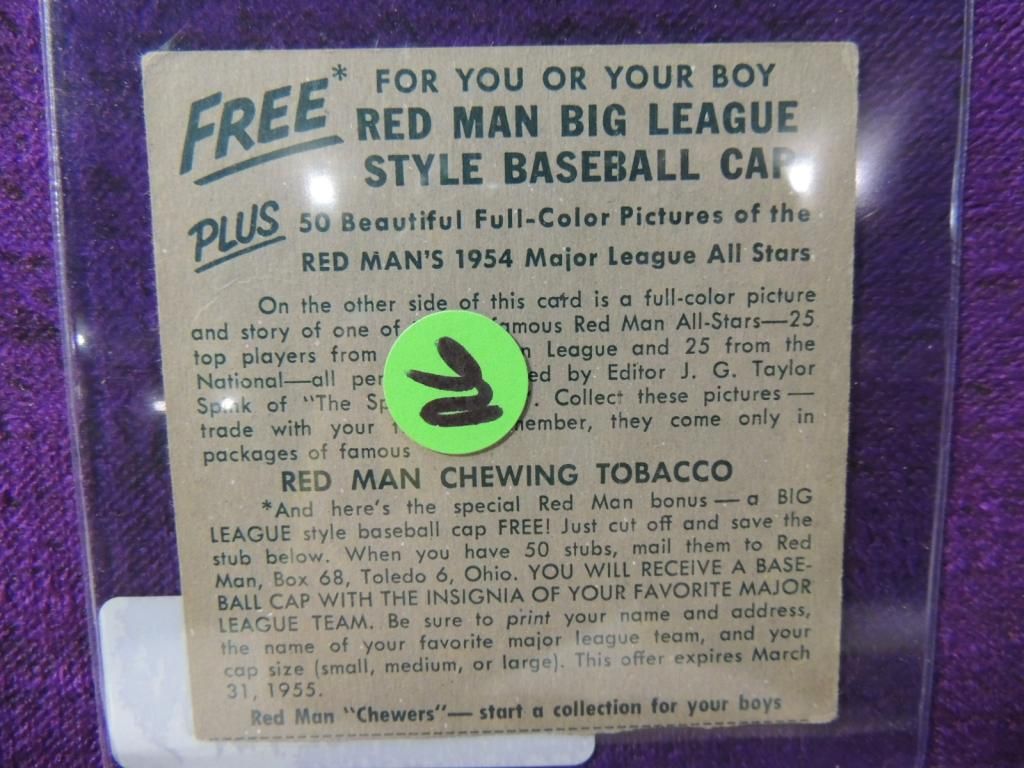 FREE* FOR YOU OR YOUR BOY
RED MAN BIG LEAGUE
STYLE BASEBALL CAP
PLUS 50 Beautiful Full-Color Pictures of the
RED MAN'S 1954 Major League All Stars
On the other side of this card is a full-color picture
and story of one of famous Red Man All-Stars—25
top players from League and 25 from the
National—all by Editor J. G. Taylor
Spink of "The Collect these pictures—
trade with your they come only in
packages of famous
RED MAN CHEWING TOBACCO
*And here's the special Red Man bonus—a BIG
LEAGUE style baseball cap FREE! Just cut off and save the
stub below. When you have 50 stubs, mail them to Red
Man, Box 68, Toledo 6, Ohio. YOU WILL RECEIVE A BASE-
BALL CAP WITH THE INSIGNIA OF YOUR FAVORITE MAJOR
LEAGUE TEAM. Be sure to print your name and address,
the name of your favorite major league team, and your
cap size (small, medium, or large). This offer expires March
31, 1955.
Red Man "Chewers"—start a collection for your boys